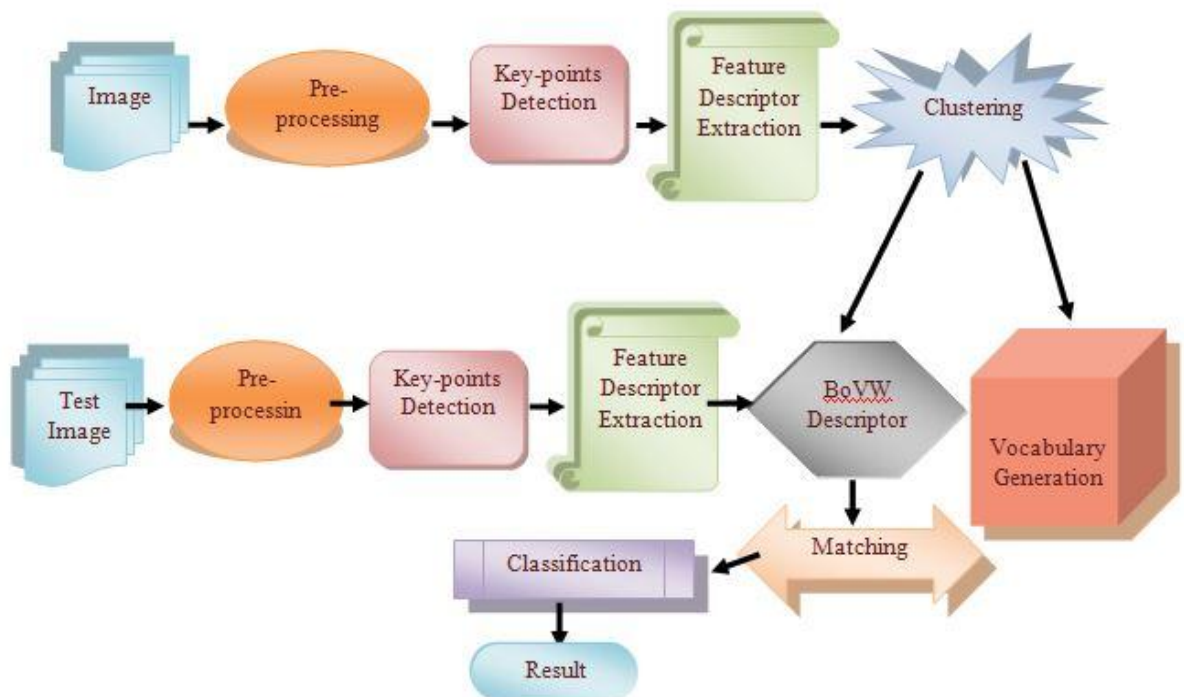 Image
Pre-
processing
Key-points
Detection
Feature
Descriptor
Extraction
Clustering
Test
Image
Pre-
processin
Key-points
Detection
Feature
Descriptor
Extraction
BoVW
Descriptor
Vocabulary
Generation
Matching
Classification
Result